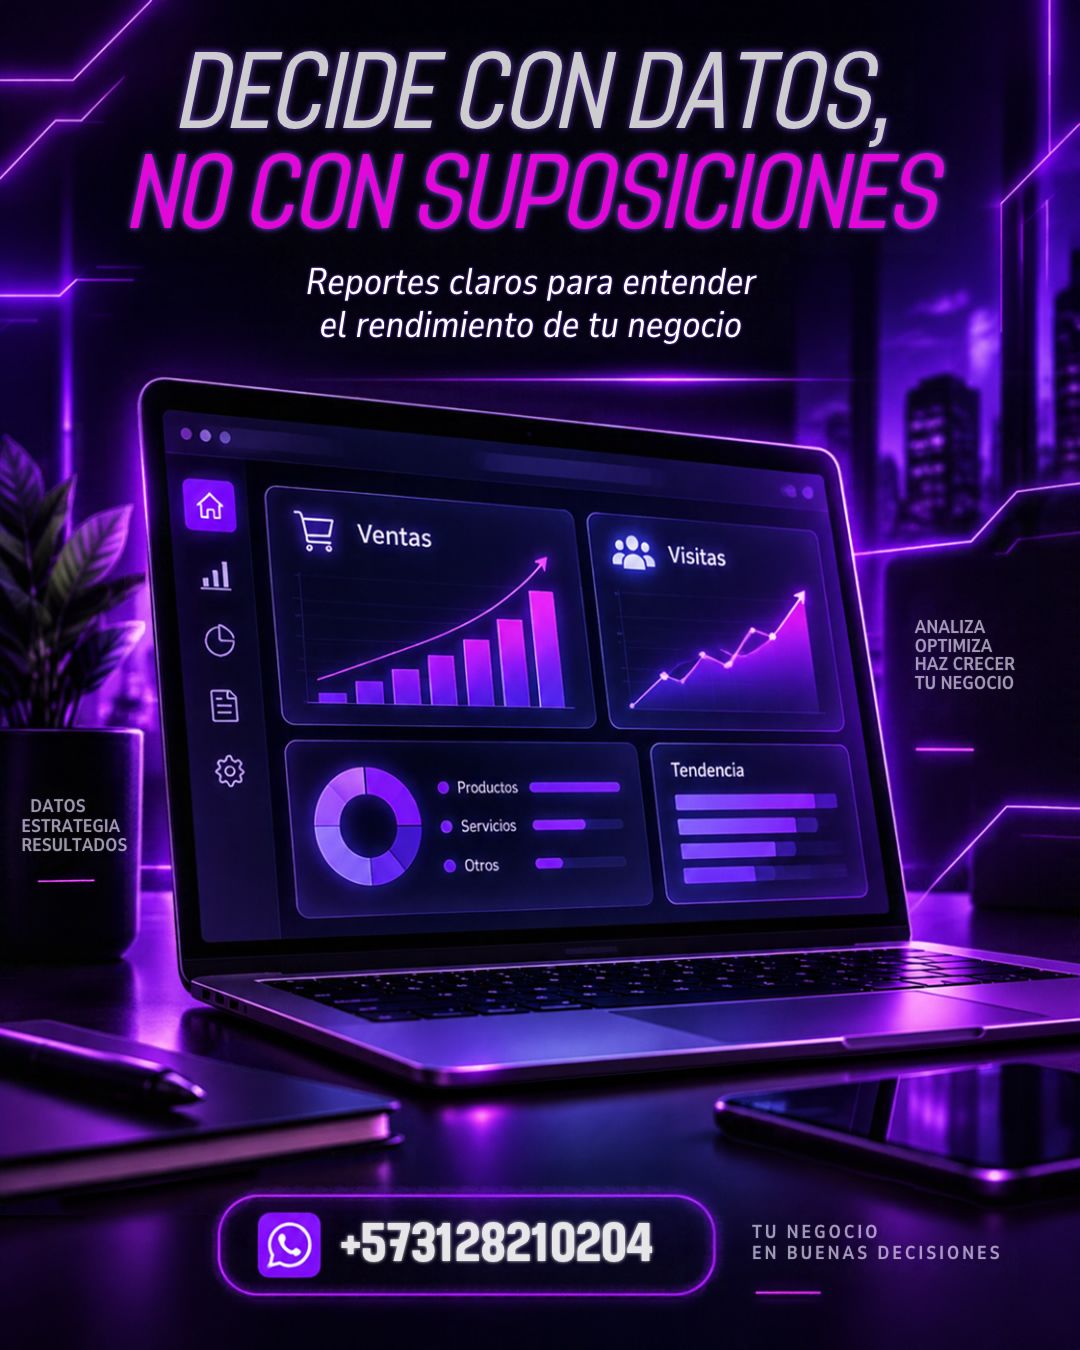 DECIDE CON DATOS,
NO CON SUPOSICIONES
Reportes claros para entender
el rendimiento de tu negocio
Ventas
Visitas
Productos
Servicios
Otros
Tendencia
ANALIZA
OPTIMIZA
HAZ CRECER
TU NEGOCIO
DATOS
ESTRATEGIA
RESULTADOS
+573128210204
TU NEGOCIO
EN BUENAS DECISIONES